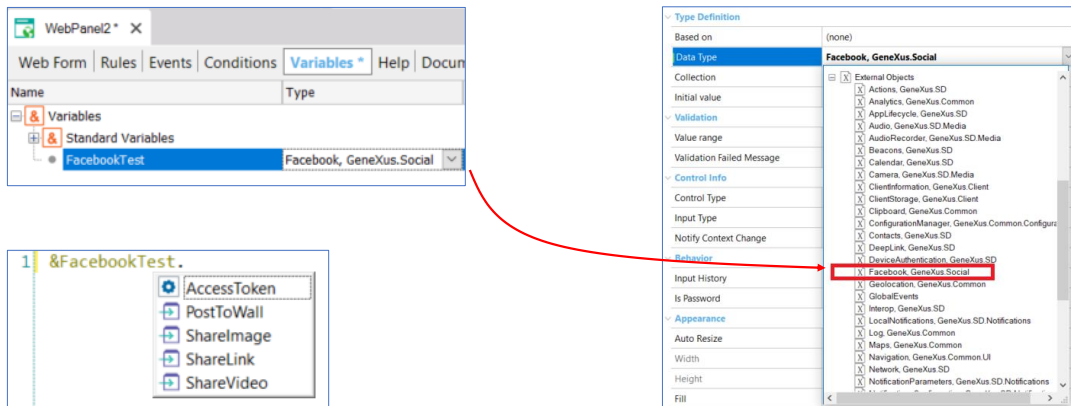 WebPanel2 *
Web Form Rules Events Conditions Variables * Help Docum
Name Type
& Variables
& Standard Variables
FacebookTest Facebook, GeneXus.Social
1 &FacebookTest.
AccessToken
PostToWall
ShareImage
ShareLink
ShareVideo
Type Definition
Based on (none)
Data Type Facebook, GeneXus.Social
Collection
Initial value
Validation
Value range
Validation Failed Message
Control Info
Control Type
Input Type
Notify Context Change
Behavior
Input History
Is Password
Appearance
Auto Resize
Width
Height
Fill
External Objects
Actions, GeneXus.SD
Analytics, GeneXus.Common
AppLifecycle, GeneXus.SD
Audio, GeneXus.SD.Media
AudioRecorder, GeneXus.SD.Media
Beacons, GeneXus.SD
Calendar, GeneXus.SD
Camera, GeneXus.SD.Media
ClientInformation, GeneXus.Client
ClientStorage, GeneXus.Client
Clipboard, GeneXus.Common
ConfigurationManager, GeneXus.Common.Configura
Contacts, GeneXus.SD
DeepLink, GeneXus.SD
DeviceAuthentication, GeneXus.SD
Facebook, GeneXus.Social
Geolocation, GeneXus.Common
GlobalEvents
Interop, GeneXus.SD
LocalNotifications, GeneXus.SD.Notifications
Log, GeneXus.Common
Maps, GeneXus.Common
Navigation, GeneXus.Common.UI
Network, GeneXus.SD
NotificationParameters, GeneXus.SD.Notifications